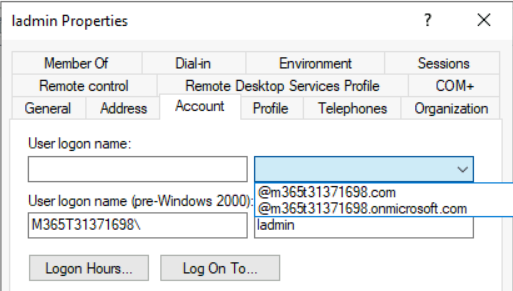 ladmin Properties ? ×
Member Of Dial-in Environment Sessions
Remote control Remote Desktop Services Profile COM+
General Address Account Profile Telephones Organization
User logon name:
@m365t31371698.com
@m365t31371698.onmicrosoft.com
User logon name (pre-Windows 2000):
M365T31371698\ ladmin
Logon Hours... Log On To...